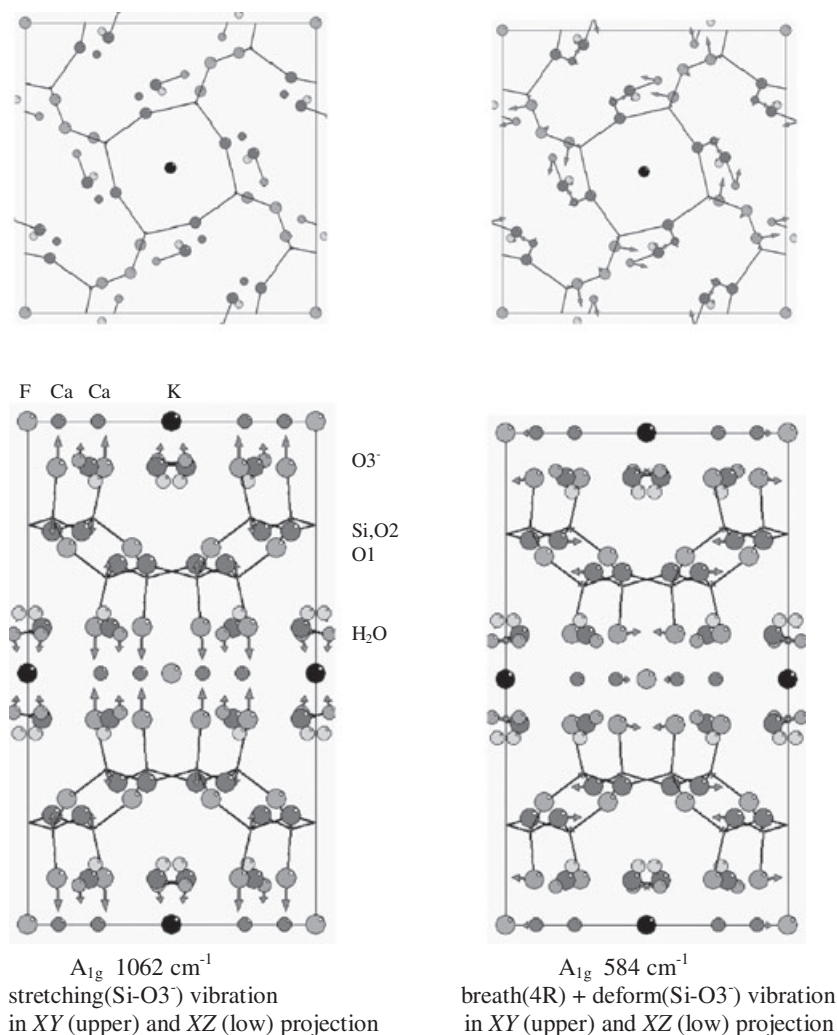 F Ca Ca K
O3⁻
Si,O2
O1
H₂O
A₁g 1062 cm⁻¹
stretching(Si-O3⁻) vibration
in XY (upper) and XZ (low) projection
A₁g 584 cm⁻¹
breath(4R) + deform(Si-O3⁻) vibration
in XY (upper) and XZ (low) projection